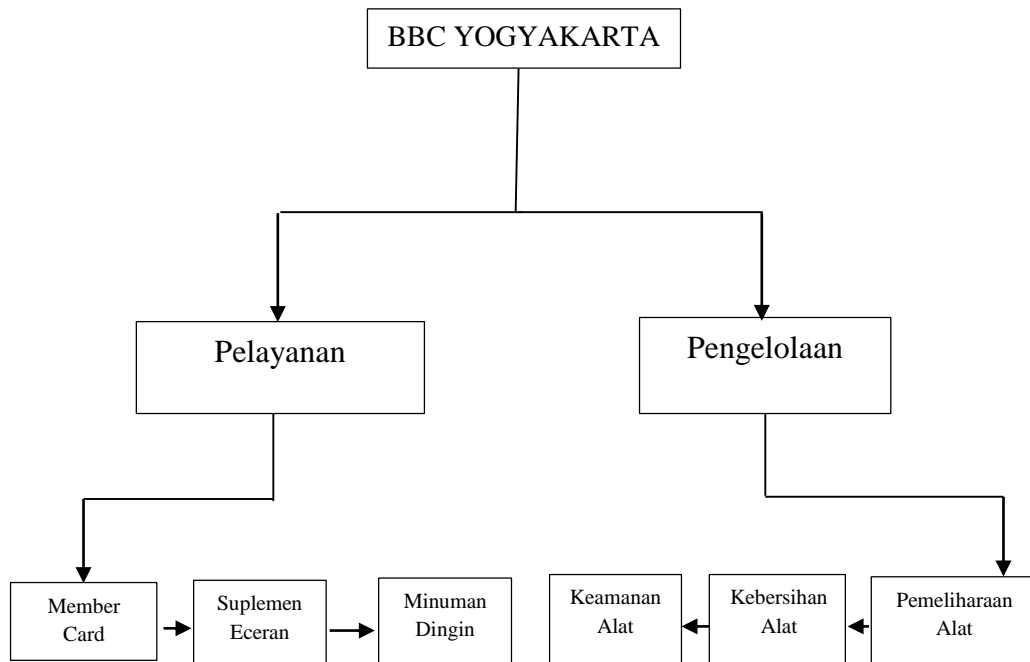 BBC YOGYAKARTA
Pelayanan
Pengelolaan
Member
Card
Suplemen
Eceran
Minuman
Dingin
Keamanan
Alat
Kebersihan
Alat
Pemeliharaan
Alat